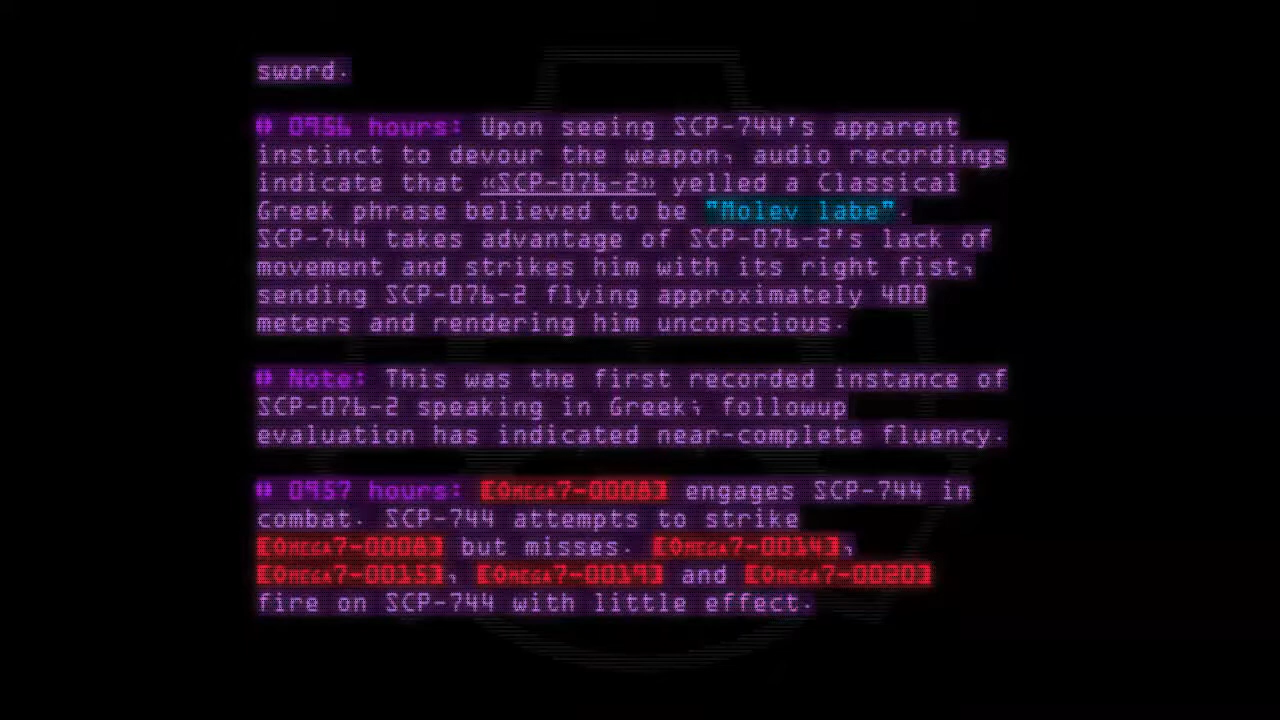 sword.
0956 hours: Upon seeing SCP-744's apparent
instinct to devour the weapon, audio recordings
indicate that «SCP-076-2» yelled a Classical
Greek phrase believed to be "Molev labe".
SCP-744 takes advantage of SCP-076-2's lack of
movement and strikes him with its right fist,
sending SCP-076-2 flying approximately 400
meters and rendering him unconscious.
Note: This was the first recorded instance of
SCP-076-2 speaking in Greek; followup
evaluation has indicated near-complete fluency.
0957 hours: [Omega7-0008] engages SCP-744 in
combat. SCP-744 attempts to strike
[Omega7-0008] but misses. [Omega7-0014],
[Omega7-0015], [Omega7-0019] and [Omega7-0020]
fire on SCP-744 with little effect.